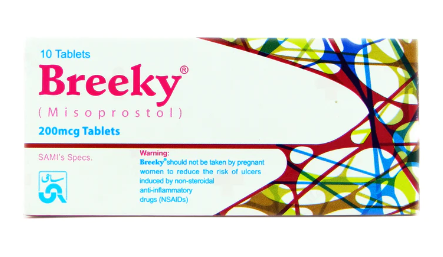 10 Tablets
Breeky®
(Misoprostol)
200mcg Tablets
SAMI's Specs.
Warning:
Breeky® should not be taken by pregnant
women to reduce the risk of ulcers
induced by non-steroidal
anti-inflammatory
drugs (NSAIDs)